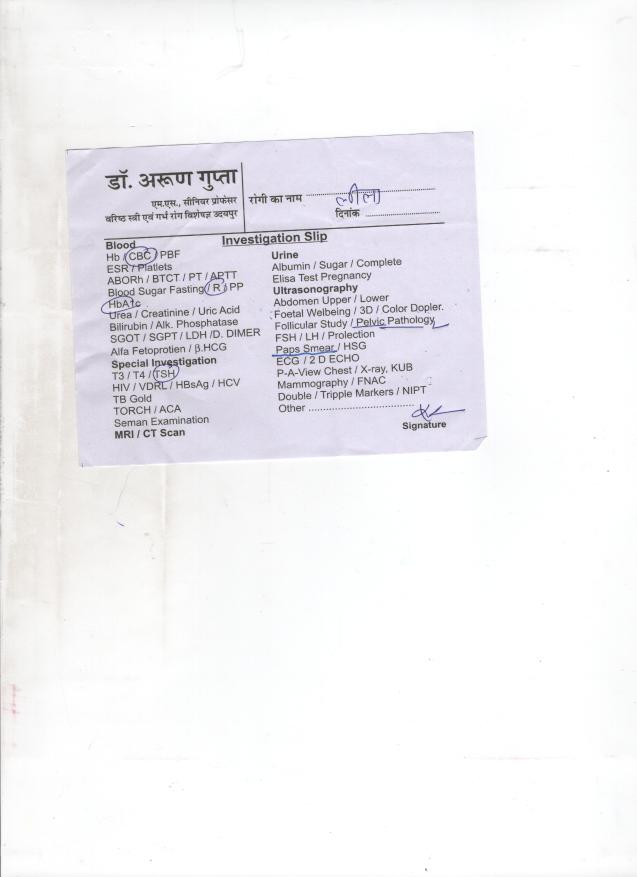 डॉ. अरूण गुप्ता
एम.एस., सीनियर प्रोफेसर
वरिष्ठ स्त्री एवं गर्भ रोग विशेषज्ञ उदयपुर
रोगी का नाम लीला
दिनांक
Investigation Slip
Blood
Hb / CBC / PBF
ESR / Platlets
ABORh / BTCT / PT / APTT
Blood Sugar Fasting / R / PP
HbA1c
Urea / Creatinine / Uric Acid
Bilirubin / Alk. Phosphatase
SGOT / SGPT / LDH /D. DIMER
Alfa Fetoprotien / β.HCG
Special Investigation
T3 / T4 / TSH
HIV / VDRL / HBsAg / HCV
TB Gold
TORCH / ACA
Seman Examination
MRI / CT Scan
Urine
Albumin / Sugar / Complete
Elisa Test Pregnancy
Ultrasonography
Abdomen Upper / Lower
Foetal Welbeing / 3D / Color Dopler.
Follicular Study / Pelvic Pathology
FSH / LH / Prolection
Paps Smear / HSG
ECG / 2 D ECHO
P-A-View Chest / X-ray, KUB
Mammography / FNAC
Double / Tripple Markers / NIPT
Other ....................................
Signature